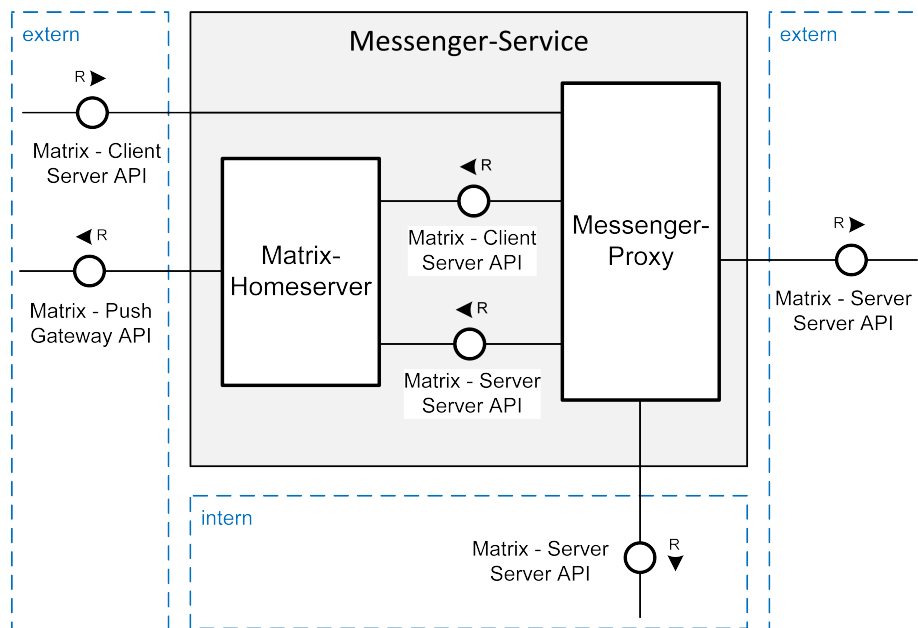 extern
Messenger-Service
extern
R
Matrix - Client
Server API
R
Matrix - Client
Server API
Messenger-
Proxy
R
Matrix - Server
Server API
R
Matrix - Push
Gateway API
Matrix-
Homeserver
R
Matrix - Server
Server API
intern
Matrix - Server
Server API
R